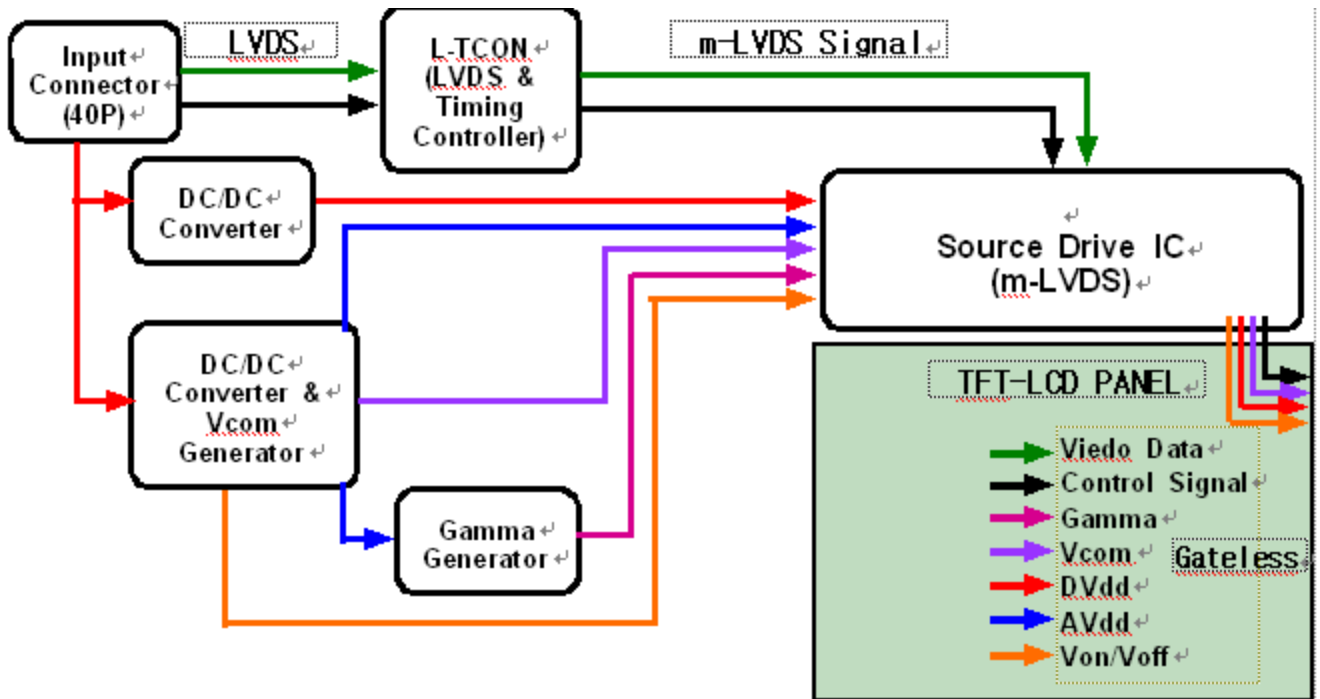 Input
Connector
(40P)
LVDS
L-TCON
(LVDS &
Timing
Controller)
m-LVDS Signal
DC/DC
Converter
Source Drive IC
(m-LVDS)
DC/DC
Converter &
Vcom
Generator
Gamma
Generator
TFT-LCD PANEL
Viedo Data
Control Signal
Gamma
Vcom
Gateless
DVdd
AVdd
Von/Voff